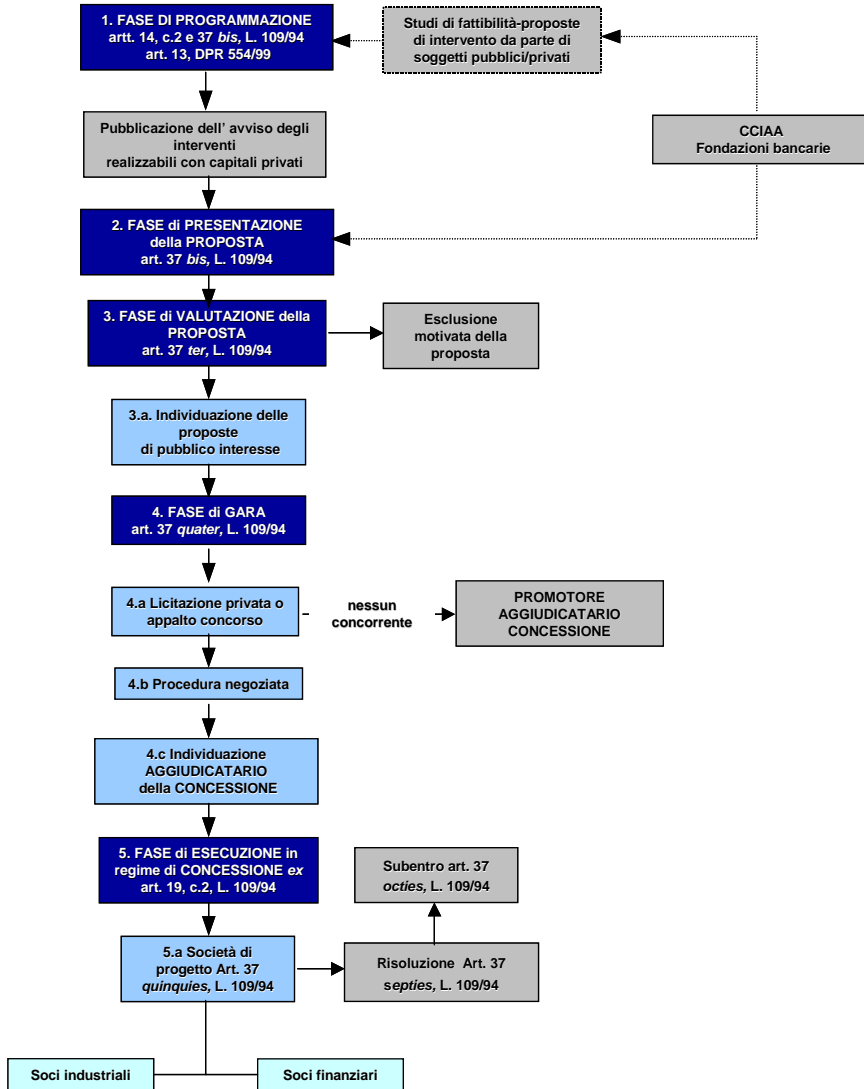 1. FASE DI PROGRAMMAZIONE
artt. 14, c.2 e 37 bis, L. 109/94
art. 13, DPR 554/99
Studi di fattibilità-proposte
di intervento da parte di
soggetti pubblici/privati
Pubblicazione dell' avviso degli
interventi
realizzabili con capitali privati
CCIAA
Fondazioni bancarie
2. FASE di PRESENTAZIONE
della PROPOSTA
art. 37 bis, L. 109/94
3. FASE di VALUTAZIONE della
PROPOSTA
art. 37 ter, L. 109/94
Esclusione
motivata della
proposta
3.a. Individuazione delle
proposte
di pubblico interesse
4. FASE di GARA
art. 37 quater, L. 109/94
4.a Licitazione privata o
appalto concorso
nessun
concorrente
PROMOTORE
AGGIUDICATARIO
CONCESSIONE
4.b Procedura negoziata
4.c Individuazione
AGGIUDICATARIO
della CONCESSIONE
5. FASE di ESECUZIONE in
regime di CONCESSIONE ex
art. 19, c.2, L. 109/94
Subentro art. 37
octies, L. 109/94
5.a Società di
progetto Art. 37
quinquies, L. 109/94
Risoluzione Art. 37
septies, L. 109/94
Soci industriali
Soci finanziari